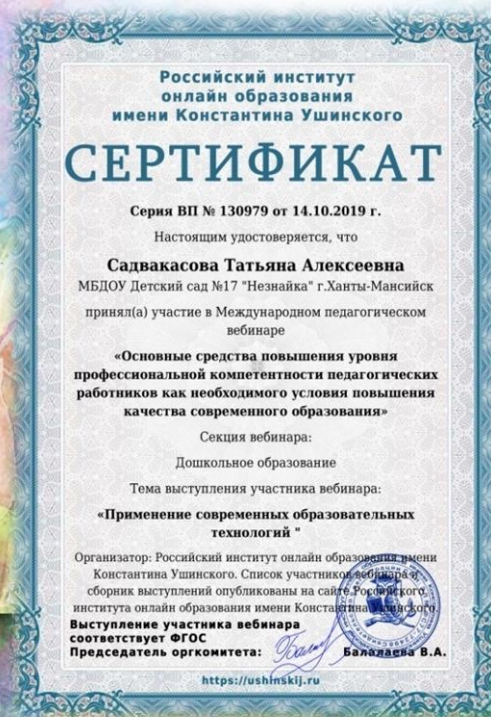 Российский институт
онлайн образования
имени Константина Ушинского
СЕРТИФИКАТ
Серия ВП № 130979 от 14.10.2019 г.
Настоящим удостоверяется, что
Садвакасова Татьяна Алексеевна
МБДОУ Детский сад №17 "Незнайка" г.Ханты-Мансийск
принял(а) участие в Международном педагогическом
вебинаре
«Основные средства повышения уровня
профессиональной компетентности педагогических
работников как необходимого условия повышения
качества современного образования»
Секция вебинара:
Дошкольное образование
Тема выступления участника вебинара:
«Применение современных образовательных
технологий "
Организатор: Российский институт онлайн образования имени
Константина Ушинского. Список участников вебинара и
сборник выступлений опубликованы на сайте Российского
института онлайн образования имени Константина Ушинского.
Выступление участника вебинара
соответствует ФГОС
Председатель оргкомитета: Балалаева В.А.
https://ushinskij.ru